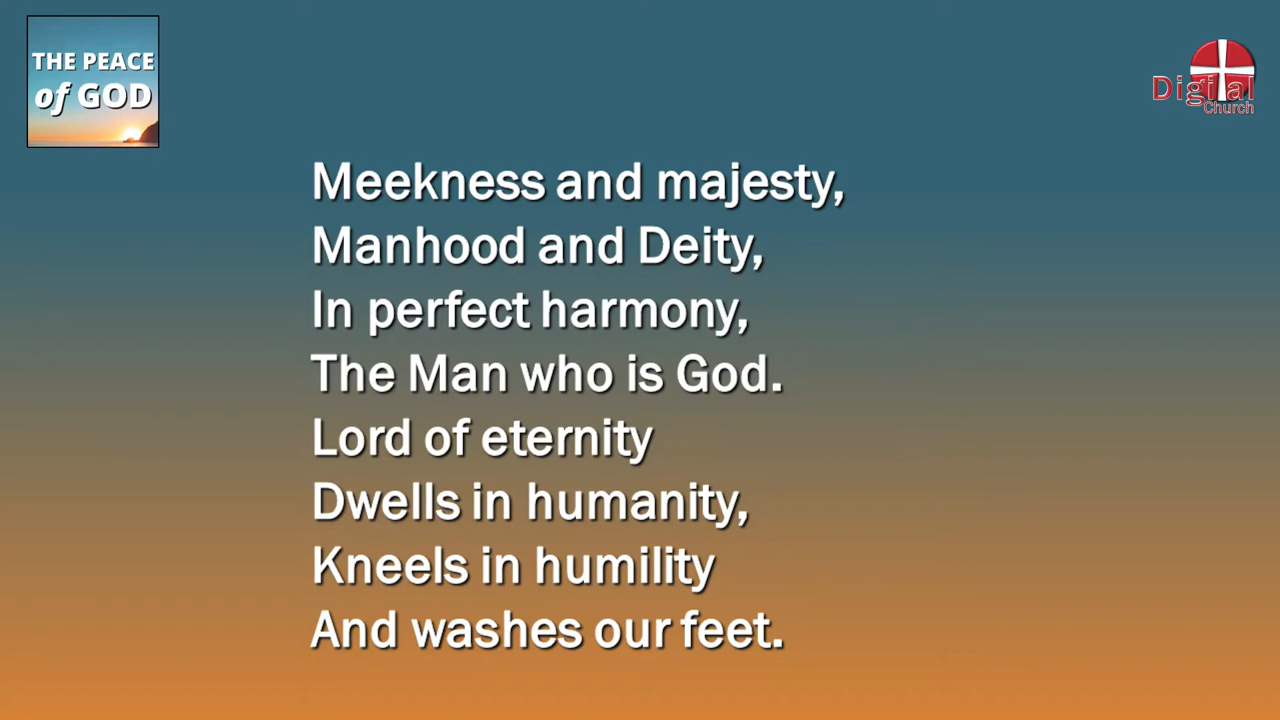 THE PEACE
of GOD
Digital
Church
Meekness and majesty,
Manhood and Deity,
In perfect harmony,
The Man who is God.
Lord of eternity
Dwells in humanity,
Kneels in humility
And washes our feet.